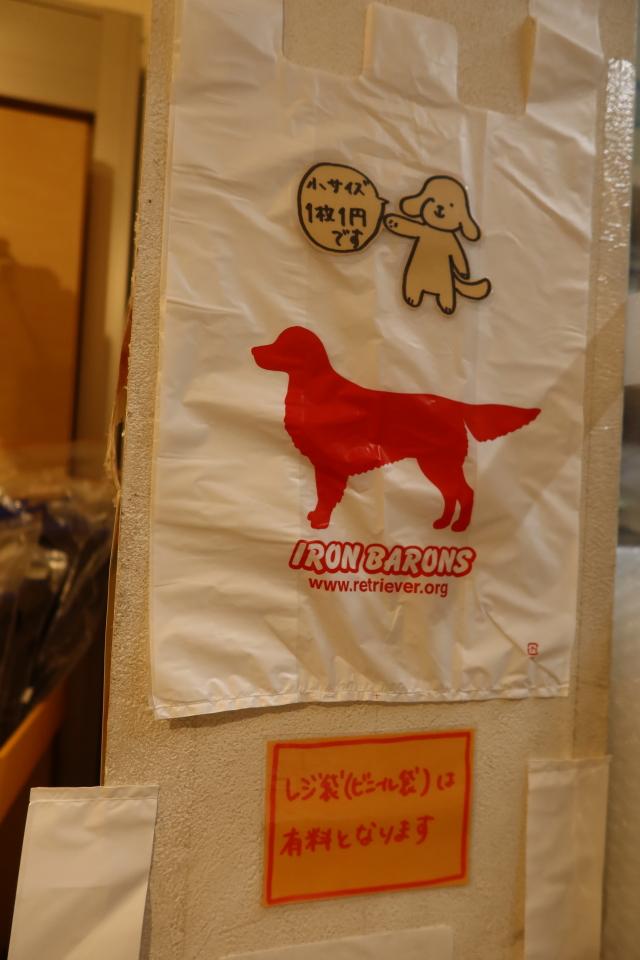 小サイズ
1枚1円
です
IRON BARONS
www.retriever.org
レジ袋(ビニール袋)は
有料となります